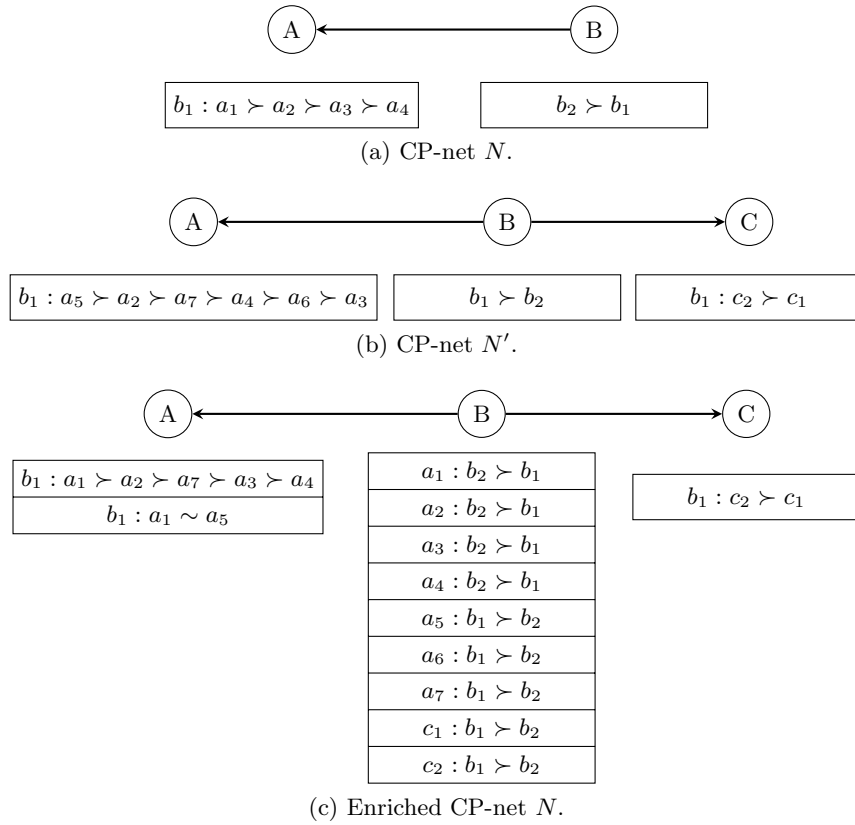 A B
b₁ : a₁ ≻ a₂ ≻ a₃ ≻ a₄ b₂ ≻ b₁
(a) CP-net N.
A B C
b₁ : a₅ ≻ a₂ ≻ a₇ ≻ a₄ ≻ a₆ ≻ a₃ b₁ ≻ b₂ b₁ : c₂ ≻ c₁
(b) CP-net N′.
A B C
b₁ : a₁ ≻ a₂ ≻ a₇ ≻ a₃ ≻ a₄
b₁ : a₁ ∼ a₅
a₁ : b₂ ≻ b₁
a₂ : b₂ ≻ b₁
a₃ : b₂ ≻ b₁
a₄ : b₂ ≻ b₁
a₅ : b₁ ≻ b₂
a₆ : b₁ ≻ b₂
a₇ : b₁ ≻ b₂
c₁ : b₁ ≻ b₂
c₂ : b₁ ≻ b₂
b₁ : c₂ ≻ c₁
(c) Enriched CP-net N.